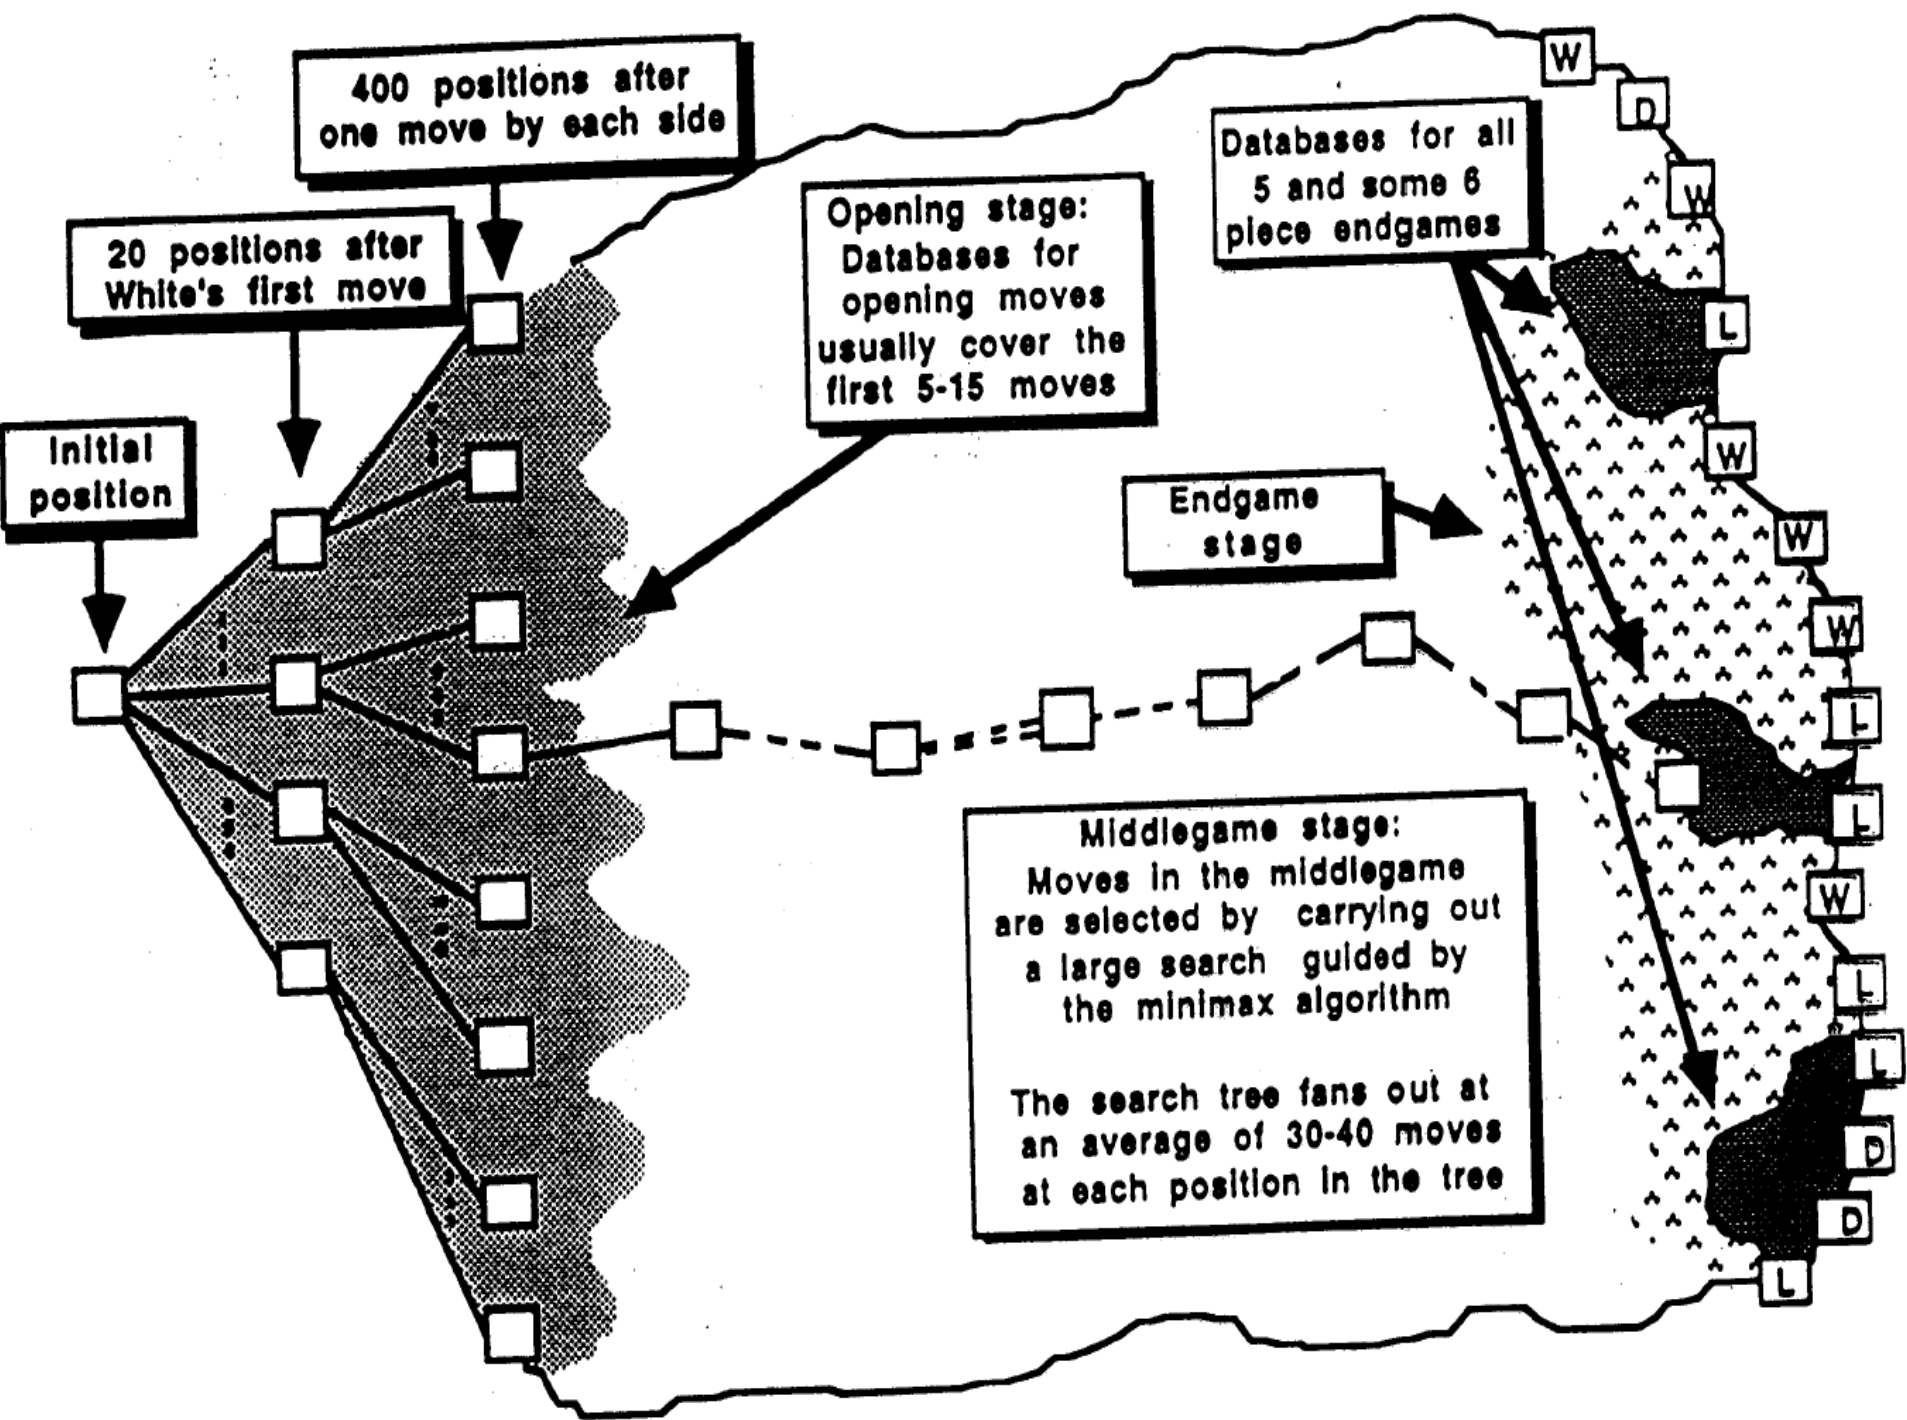 400 positions after
one move by each side
20 positions after
White's first move
Initial
position
Opening stage:
Databases for
opening moves
usually cover the
first 5-15 moves
Databases for all
5 and some 6
piece endgames
Endgame
stage
Middlegame stage:
Moves in the middlegame
are selected by carrying out
a large search guided by
the minimax algorithm
The search tree fans out at
an average of 30-40 moves
at each position in the tree
W
D
W
L
W
W
W
L
L
W
L
L
D
D
L